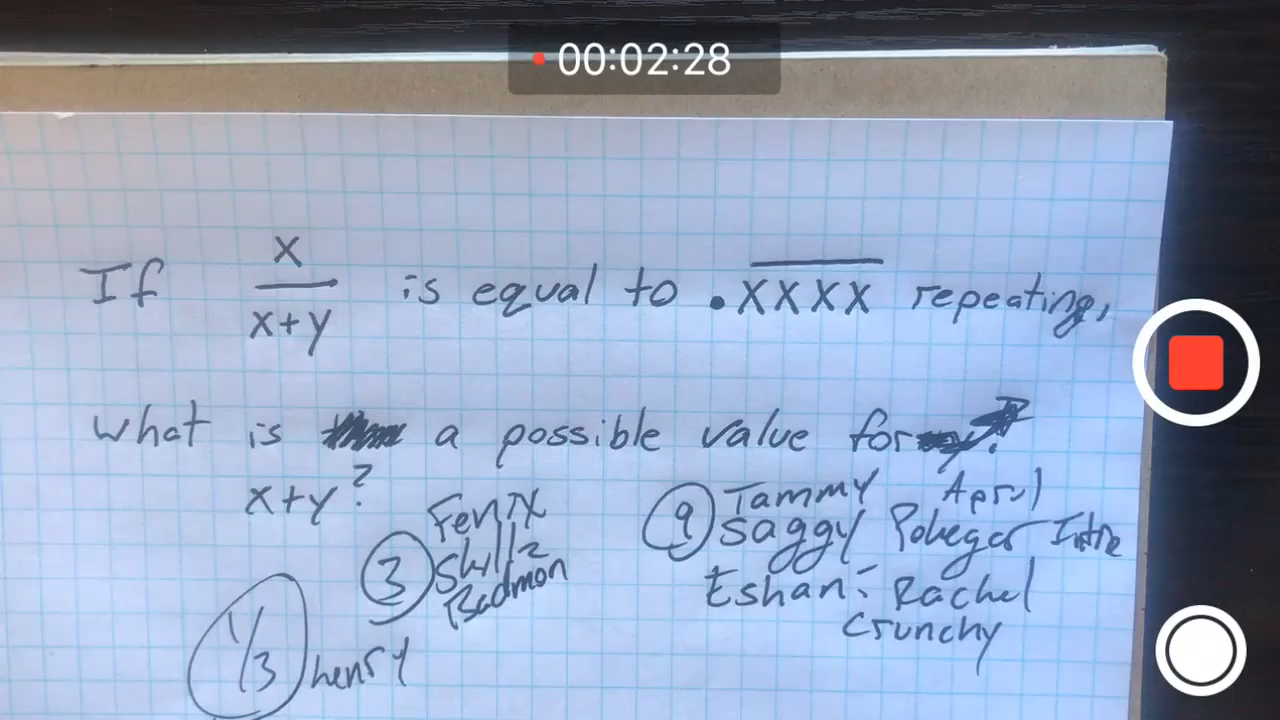 00:02:28
If x/(x+y) is equal to .x̅x̅x̅x̅ repeating,
what is a possible value for
x+y?
Fenix
3 Skillz
Badmon
Tammy April
9 Saggy Pokegar
Eshan Rachel
Crunchy
1/3 henry